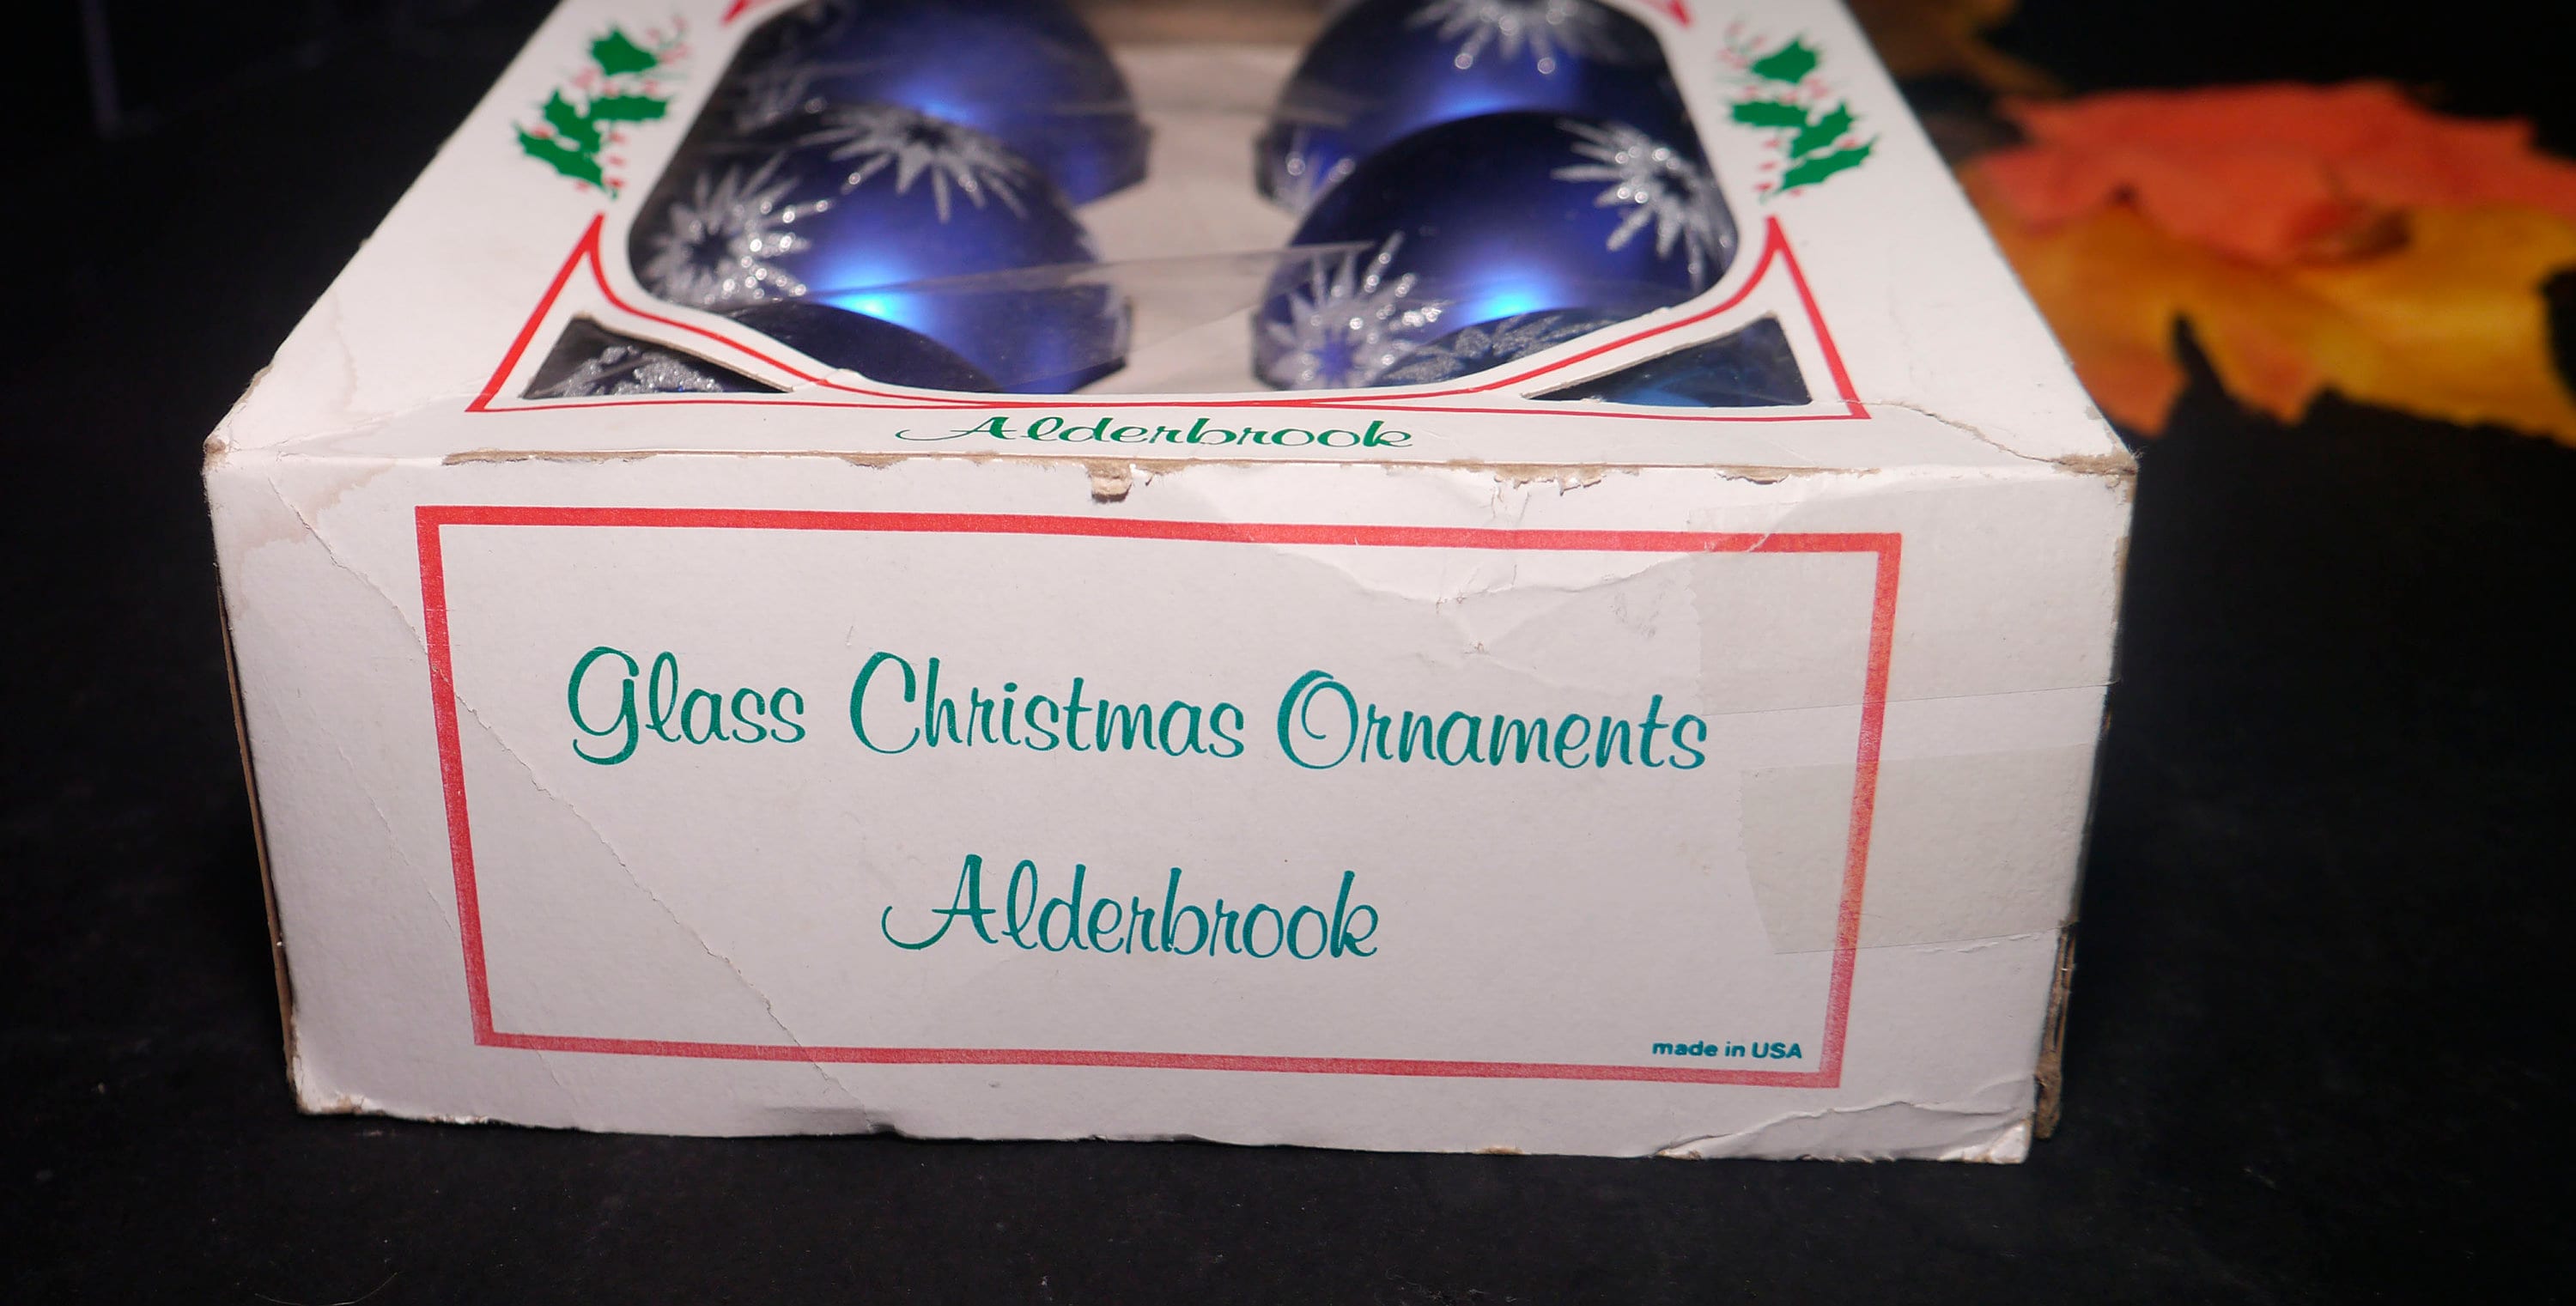 Alderbrook
Glass Christmas Ornaments
Alderbrook
made in USA